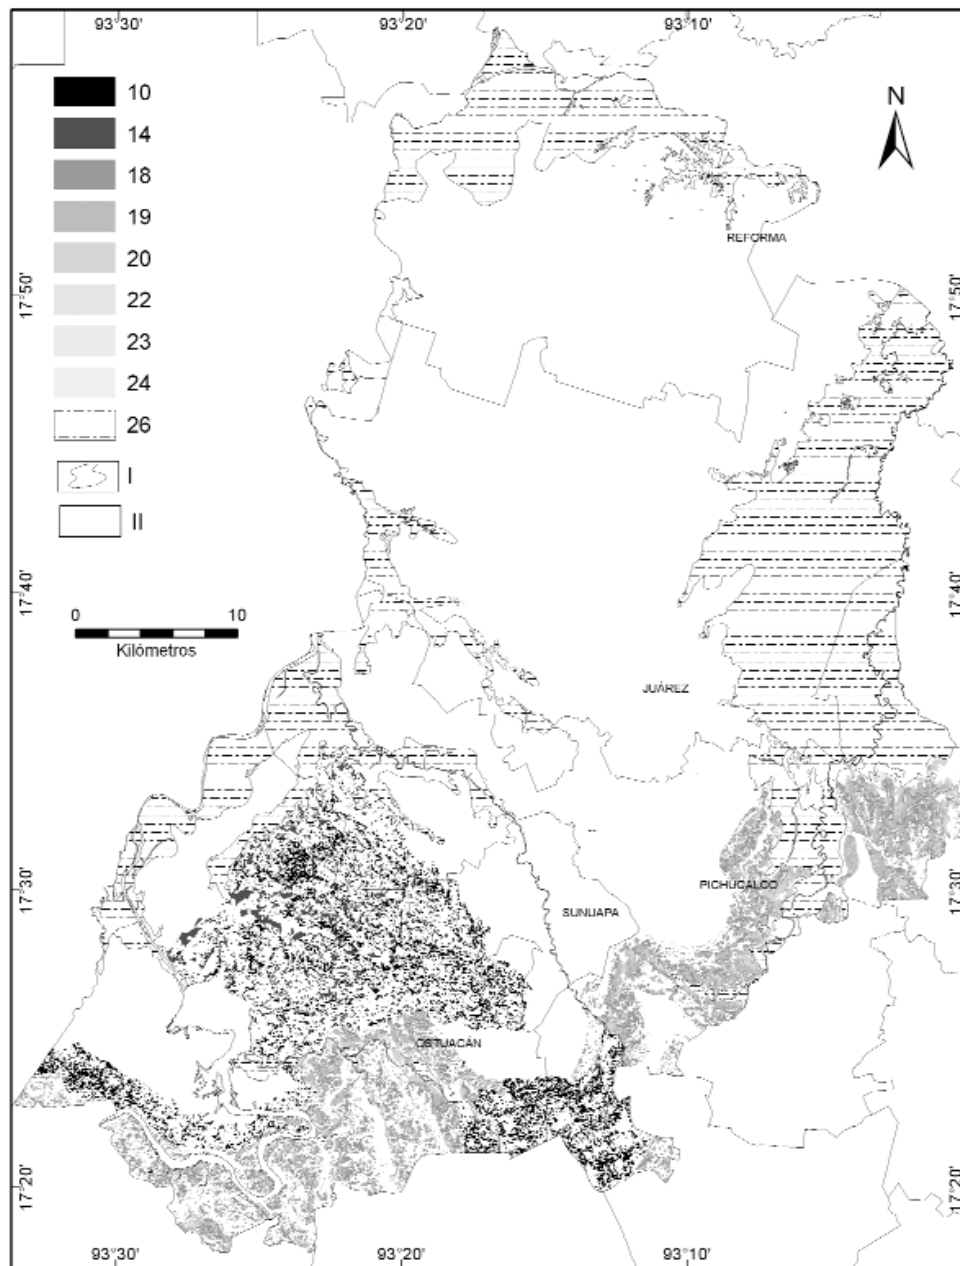 93°30' 93°20' 93°10'
10
N
14
18
19
20
22
23
24
26
I
II
REFORMA
17°50' 17°50'
0 10
Kilómetros
17°40' 17°40'
JUÁREZ
PICHUCALCO
17°30' 17°30'
SUNUAPA
OSTUACÁN
17°20' 17°20'
93°30' 93°20' 93°10'